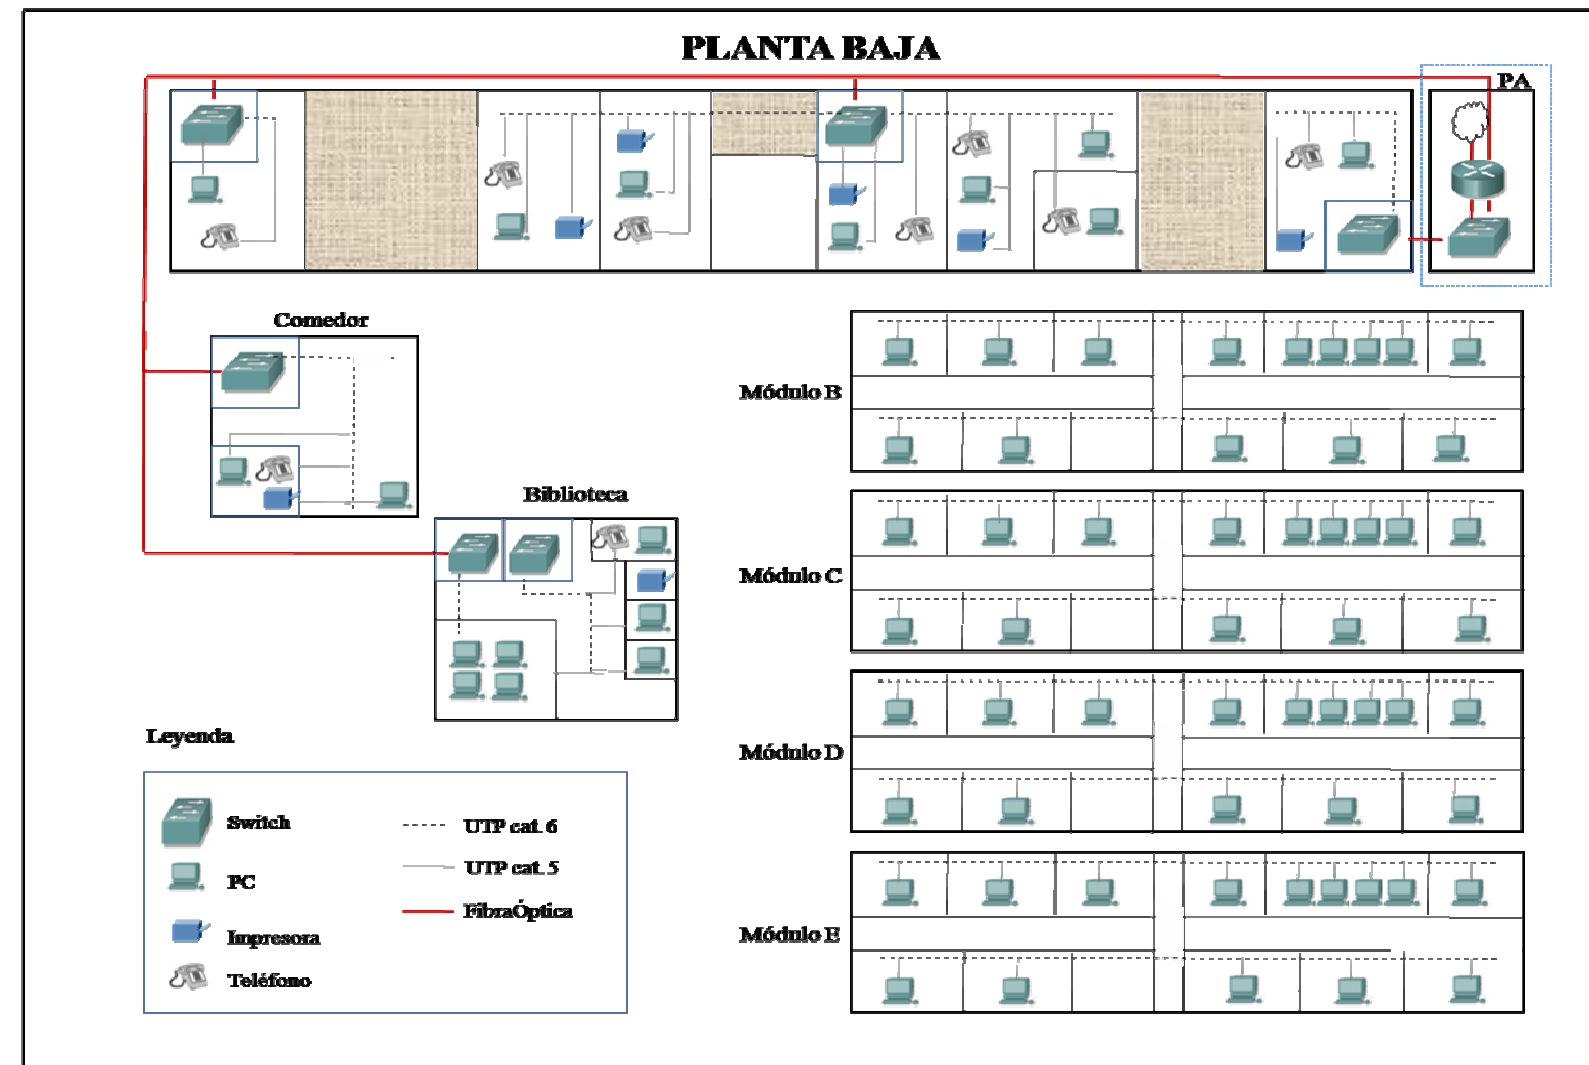 PLANTA BAJA
PA
Comedor
Módulo B
Biblioteca
Módulo C
Leyenda
Módulo D
Switch
UTP cat. 6
PC
UTP cat. 5
Impresora
FibraÓptica
Teléfono
Módulo E